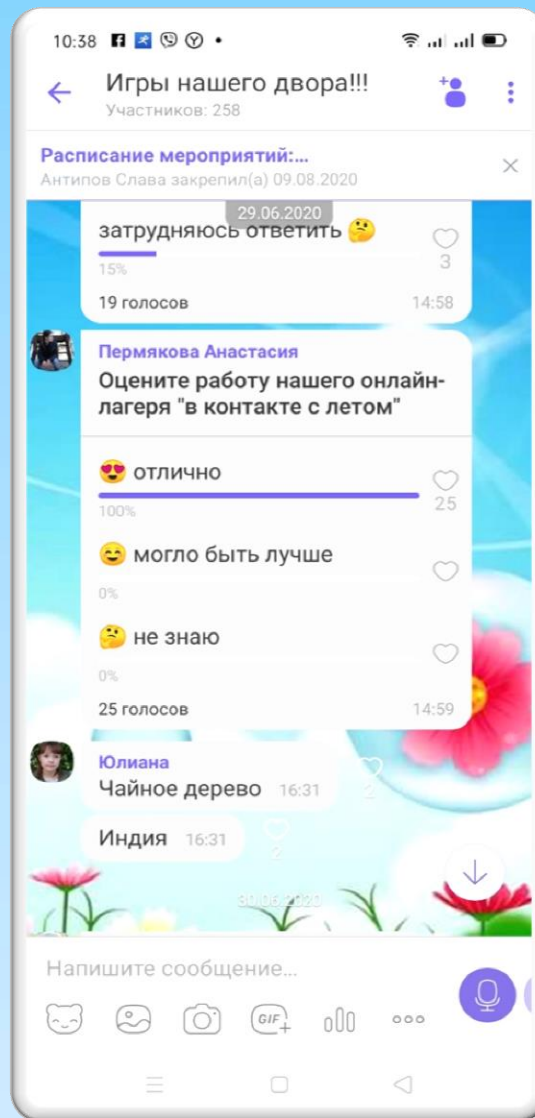 10:38
Игры нашего двора!!!
Участников: 258
Расписание мероприятий:...
Антипов Слава закрепил(а) 09.08.2020
29.06.2020
затрудняюсь ответить 🤔
3
15%
19 голосов 14:58
Пермякова Анастасия
Оцените работу нашего онлайн-
лагеря "в контакте с летом"
😍 отлично
25
100%
😊 могло быть лучше
0%
🤔 не знаю
0%
25 голосов 14:59
Юлиана
Чайное дерево 16:31
2
Индия 16:31
2
30.06.2020
Напишите сообщение...
GIF